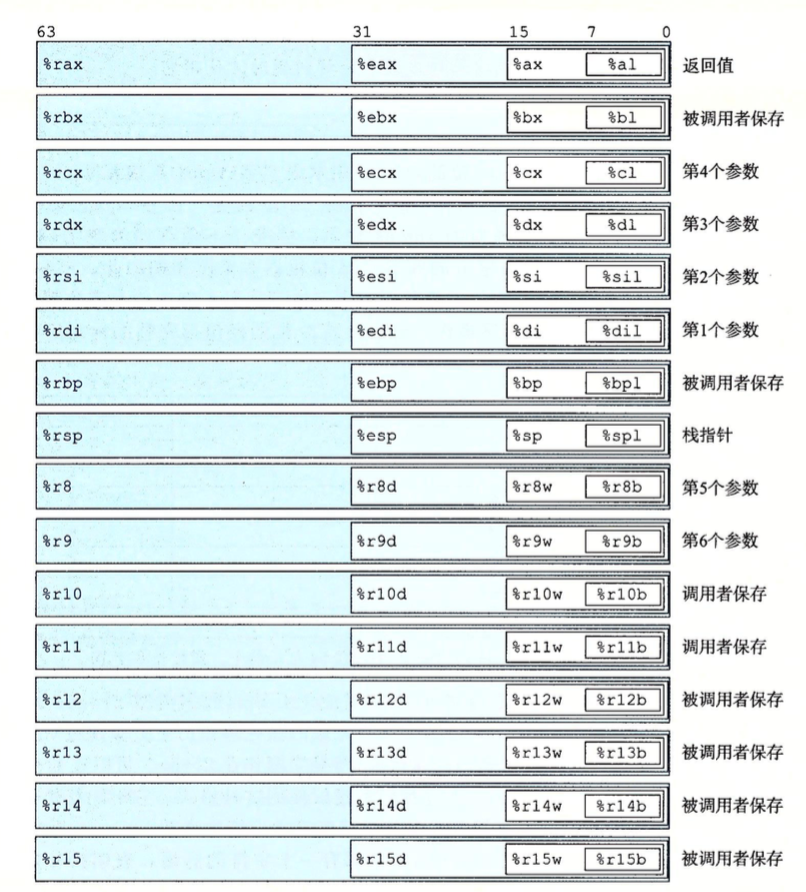 63 31 15 7 0
%rax %eax %ax %al 返回值
%rbx %ebx %bx %bl 被调用者保存
%rcx %ecx %cx %cl 第4个参数
%rdx %edx %dx %dl 第3个参数
%rsi %esi %si %sil 第2个参数
%rdi %edi %di %dil 第1个参数
%rbp %ebp %bp %bpl 被调用者保存
%rsp %esp %sp %spl 栈指针
%r8 %r8d %r8w %r8b 第5个参数
%r9 %r9d %r9w %r9b 第6个参数
%r10 %r10d %r10w %r10b 调用者保存
%r11 %r11d %r11w %r11b 调用者保存
%r12 %r12d %r12w %r12b 被调用者保存
%r13 %r13d %r13w %r13b 被调用者保存
%r14 %r14d %r14w %r14b 被调用者保存
%r15 %r15d %r15w %r15b 被调用者保存